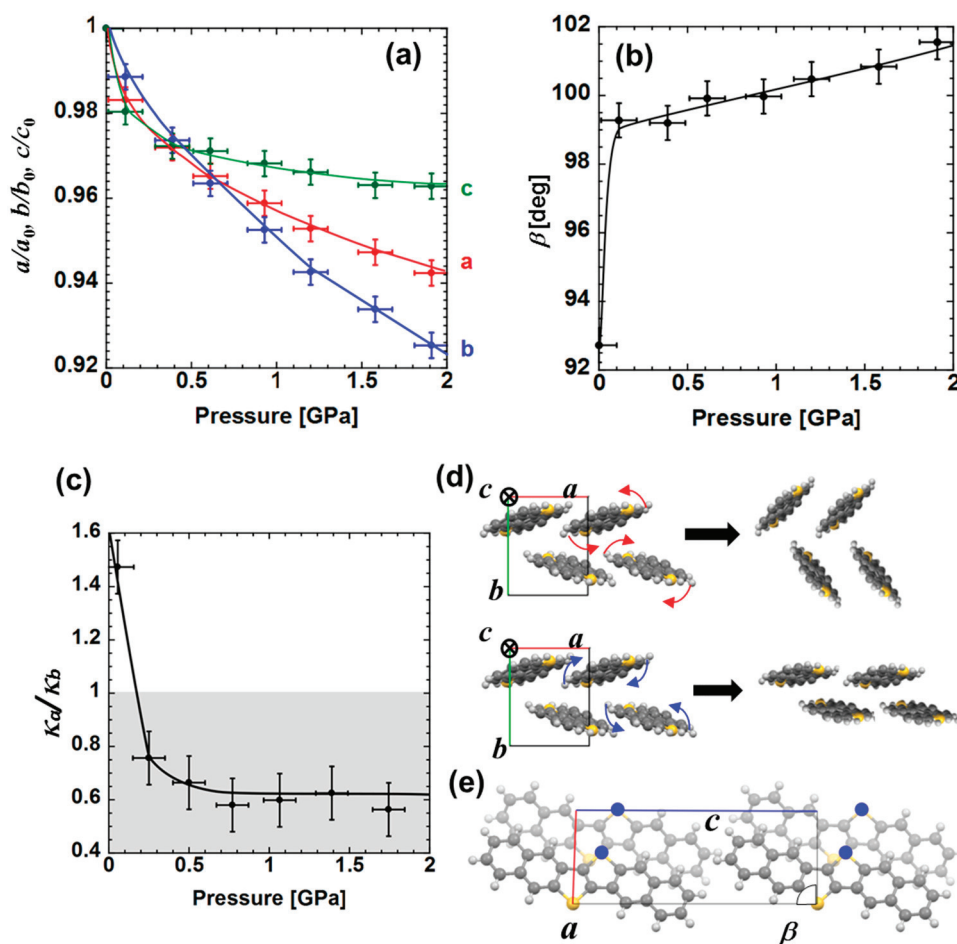 (a)
a/a₀, b/b₀, c/c₀
1
0.98
0.96
0.94
0.92
c
a
b
0 0.5 1 1.5 2
Pressure [GPa]
(b)
β[deg]
102
100
98
96
94
92
0 0.5 1 1.5 2
Pressure [GPa]
(c)
κa/κb
1.6
1.4
1.2
1
0.8
0.6
0.4
0 0.5 1 1.5 2
Pressure [GPa]
(d)
c a
b
c a
b
(e)
c
a β